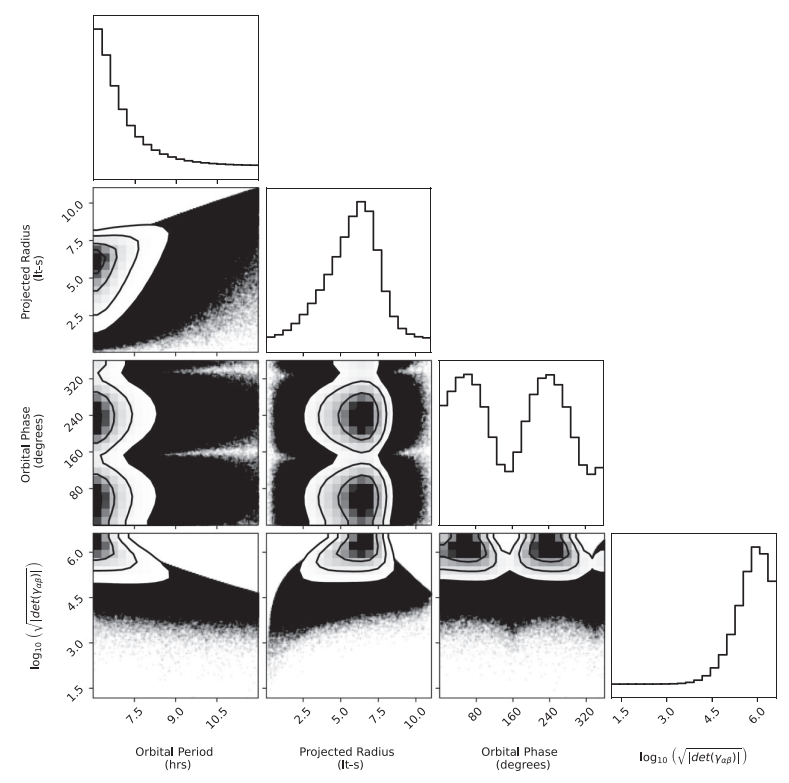 10.0
7.5
5.0
2.5
Projected Radius
(lt-s)
320
240
160
80
Orbital Phase
(degrees)
6.0
4.5
3.0
1.5
log10 (√|det(γαβ)|)
7.5 9.0 10.5
2.5 5.0 7.5 10.0
80 160 240 320
1.5 3.0 4.5 6.0
Orbital Period
(hrs)
Projected Radius
(lt-s)
Orbital Phase
(degrees)
log10 (√|det(γαβ)|)